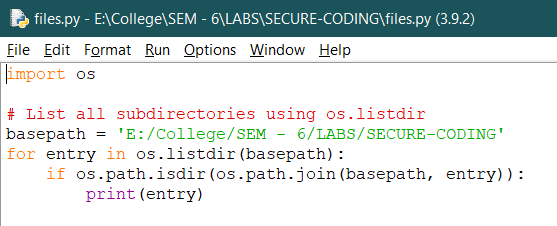 files.py - E:\College\SEM - 6\LABS\SECURE-CODING\files.py (3.9.2)
File Edit Format Run Options Window Help
import os
# List all subdirectories using os.listdir
basepath = 'E:/College/SEM - 6/LABS/SECURE-CODING'
for entry in os.listdir(basepath):
    if os.path.isdir(os.path.join(basepath, entry)):
        print(entry)